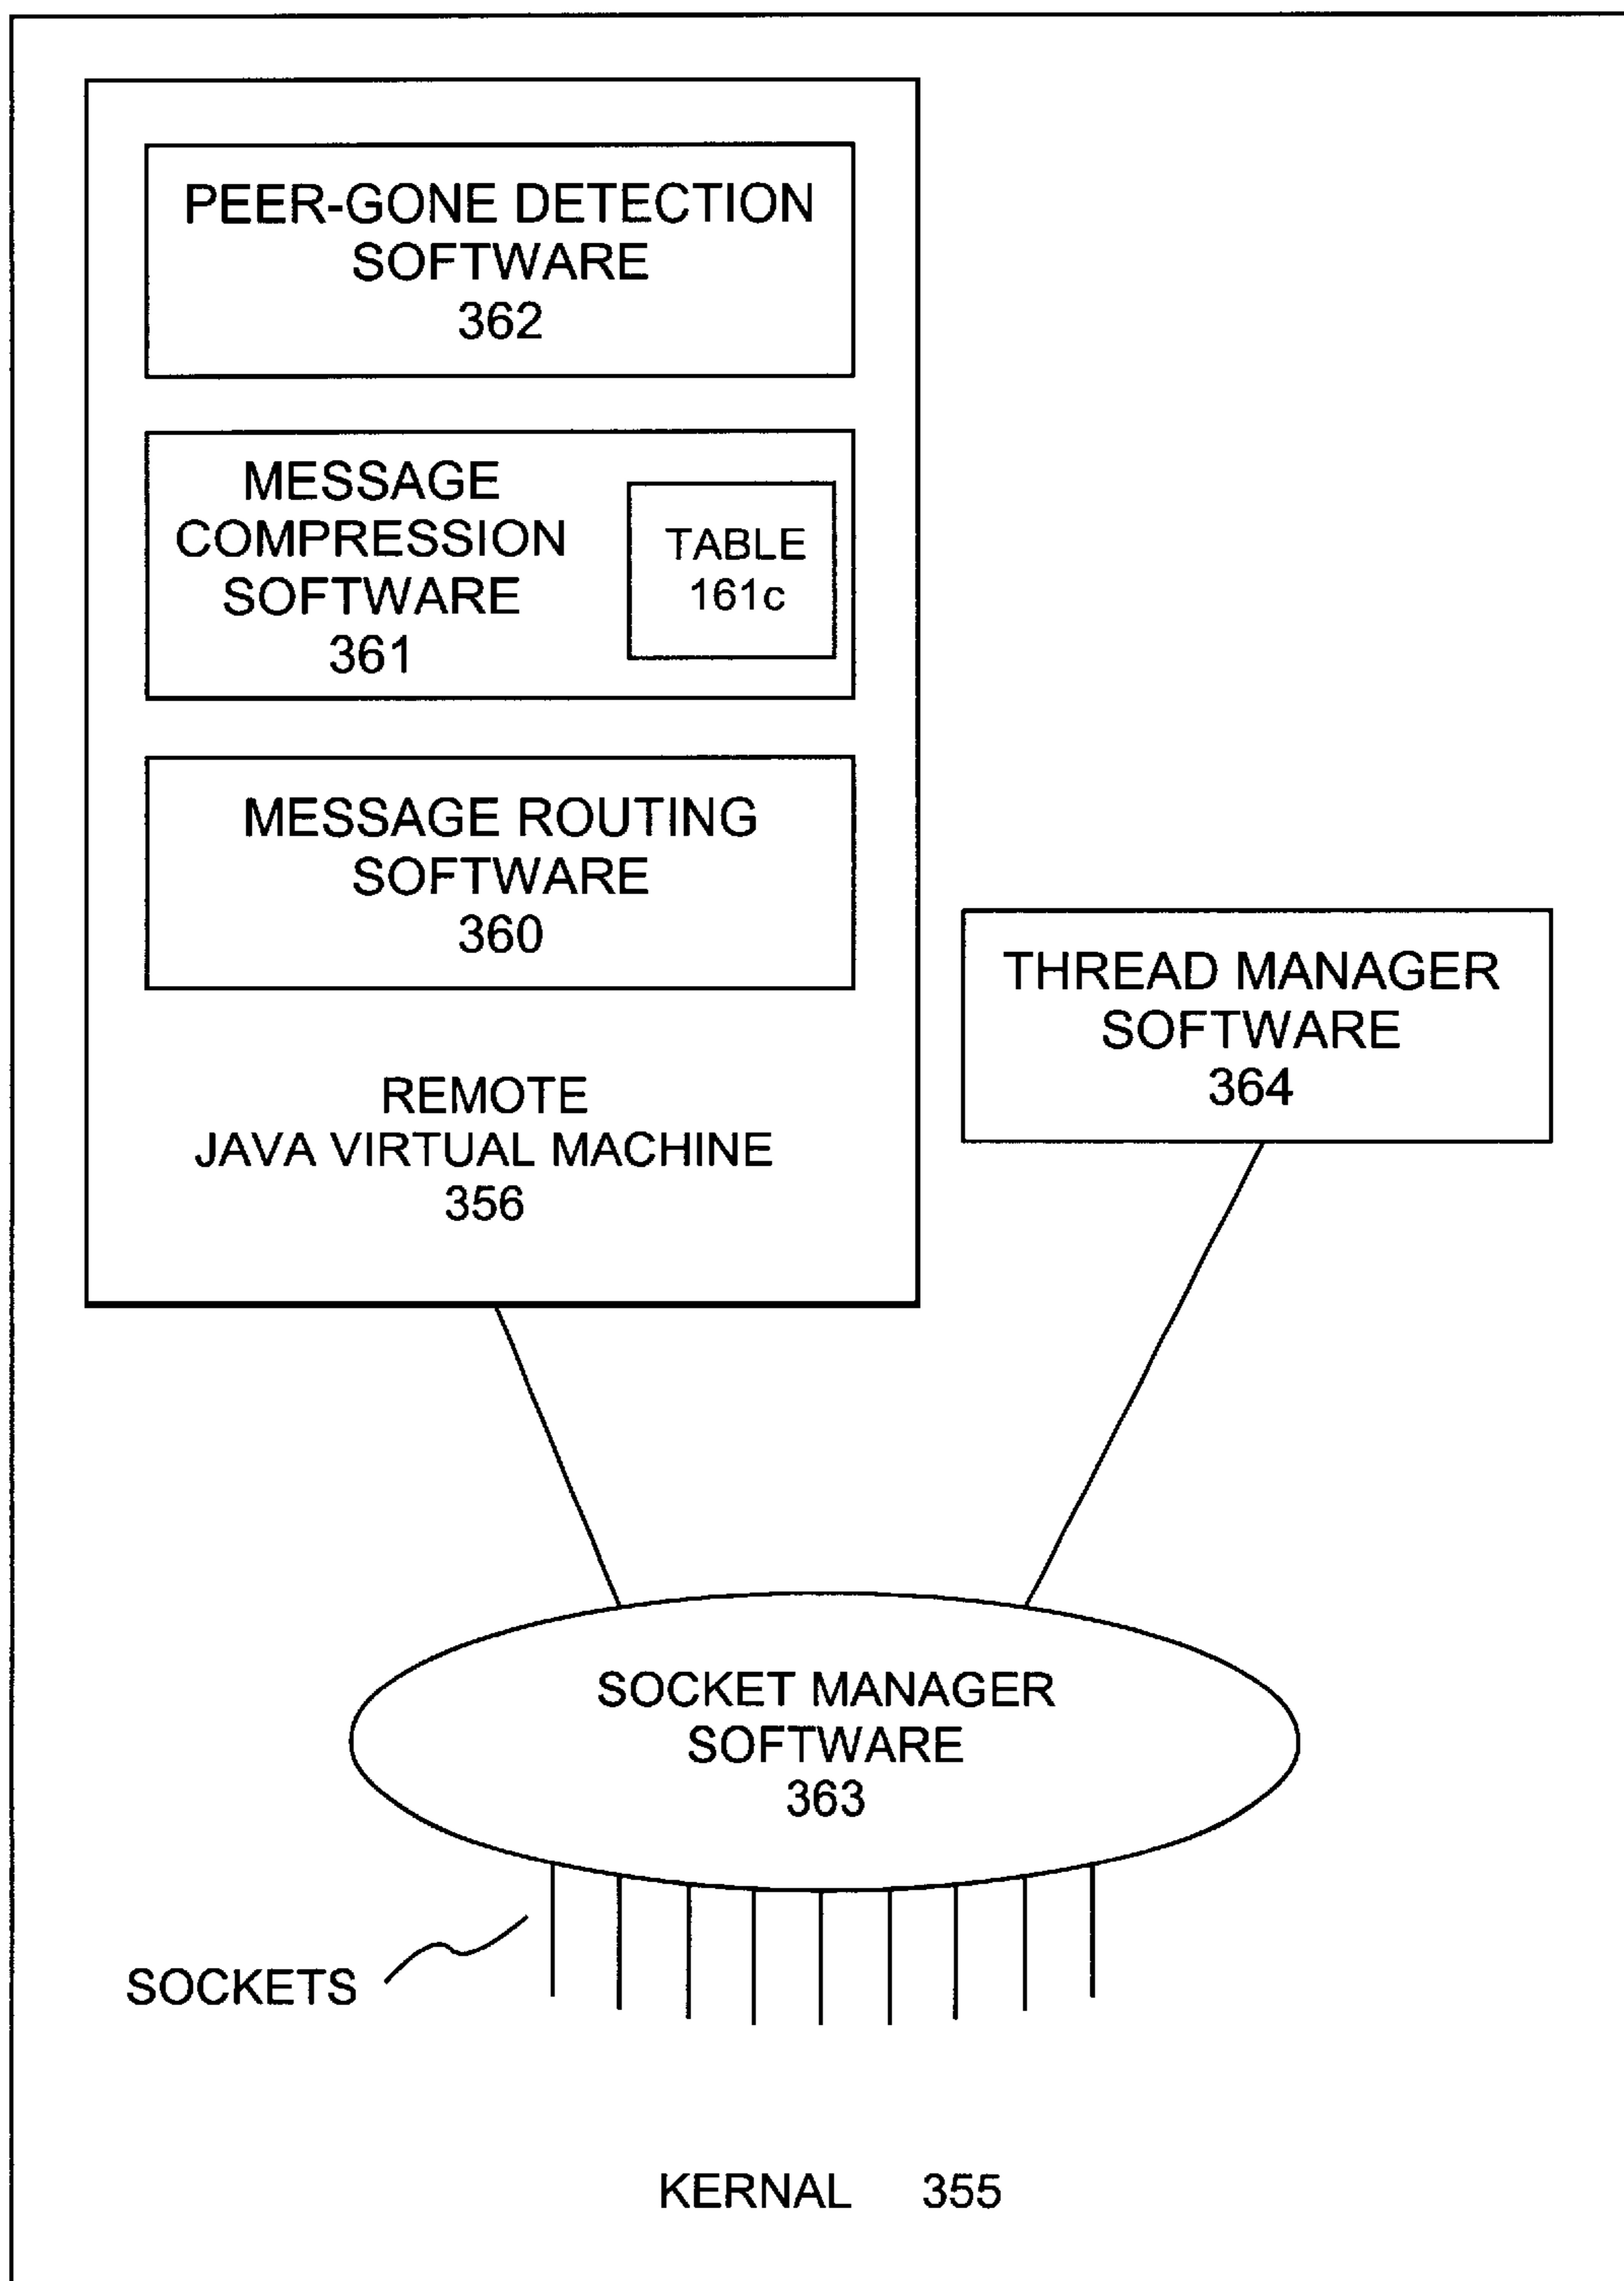 PEER-GONE DETECTION
SOFTWARE
362
MESSAGE
COMPRESSION
SOFTWARE
361
TABLE
161c
MESSAGE ROUTING
SOFTWARE
360
REMOTE
JAVA VIRTUAL MACHINE
356
THREAD MANAGER
SOFTWARE
364
SOCKET MANAGER
SOFTWARE
363
SOCKETS
KERNAL 355